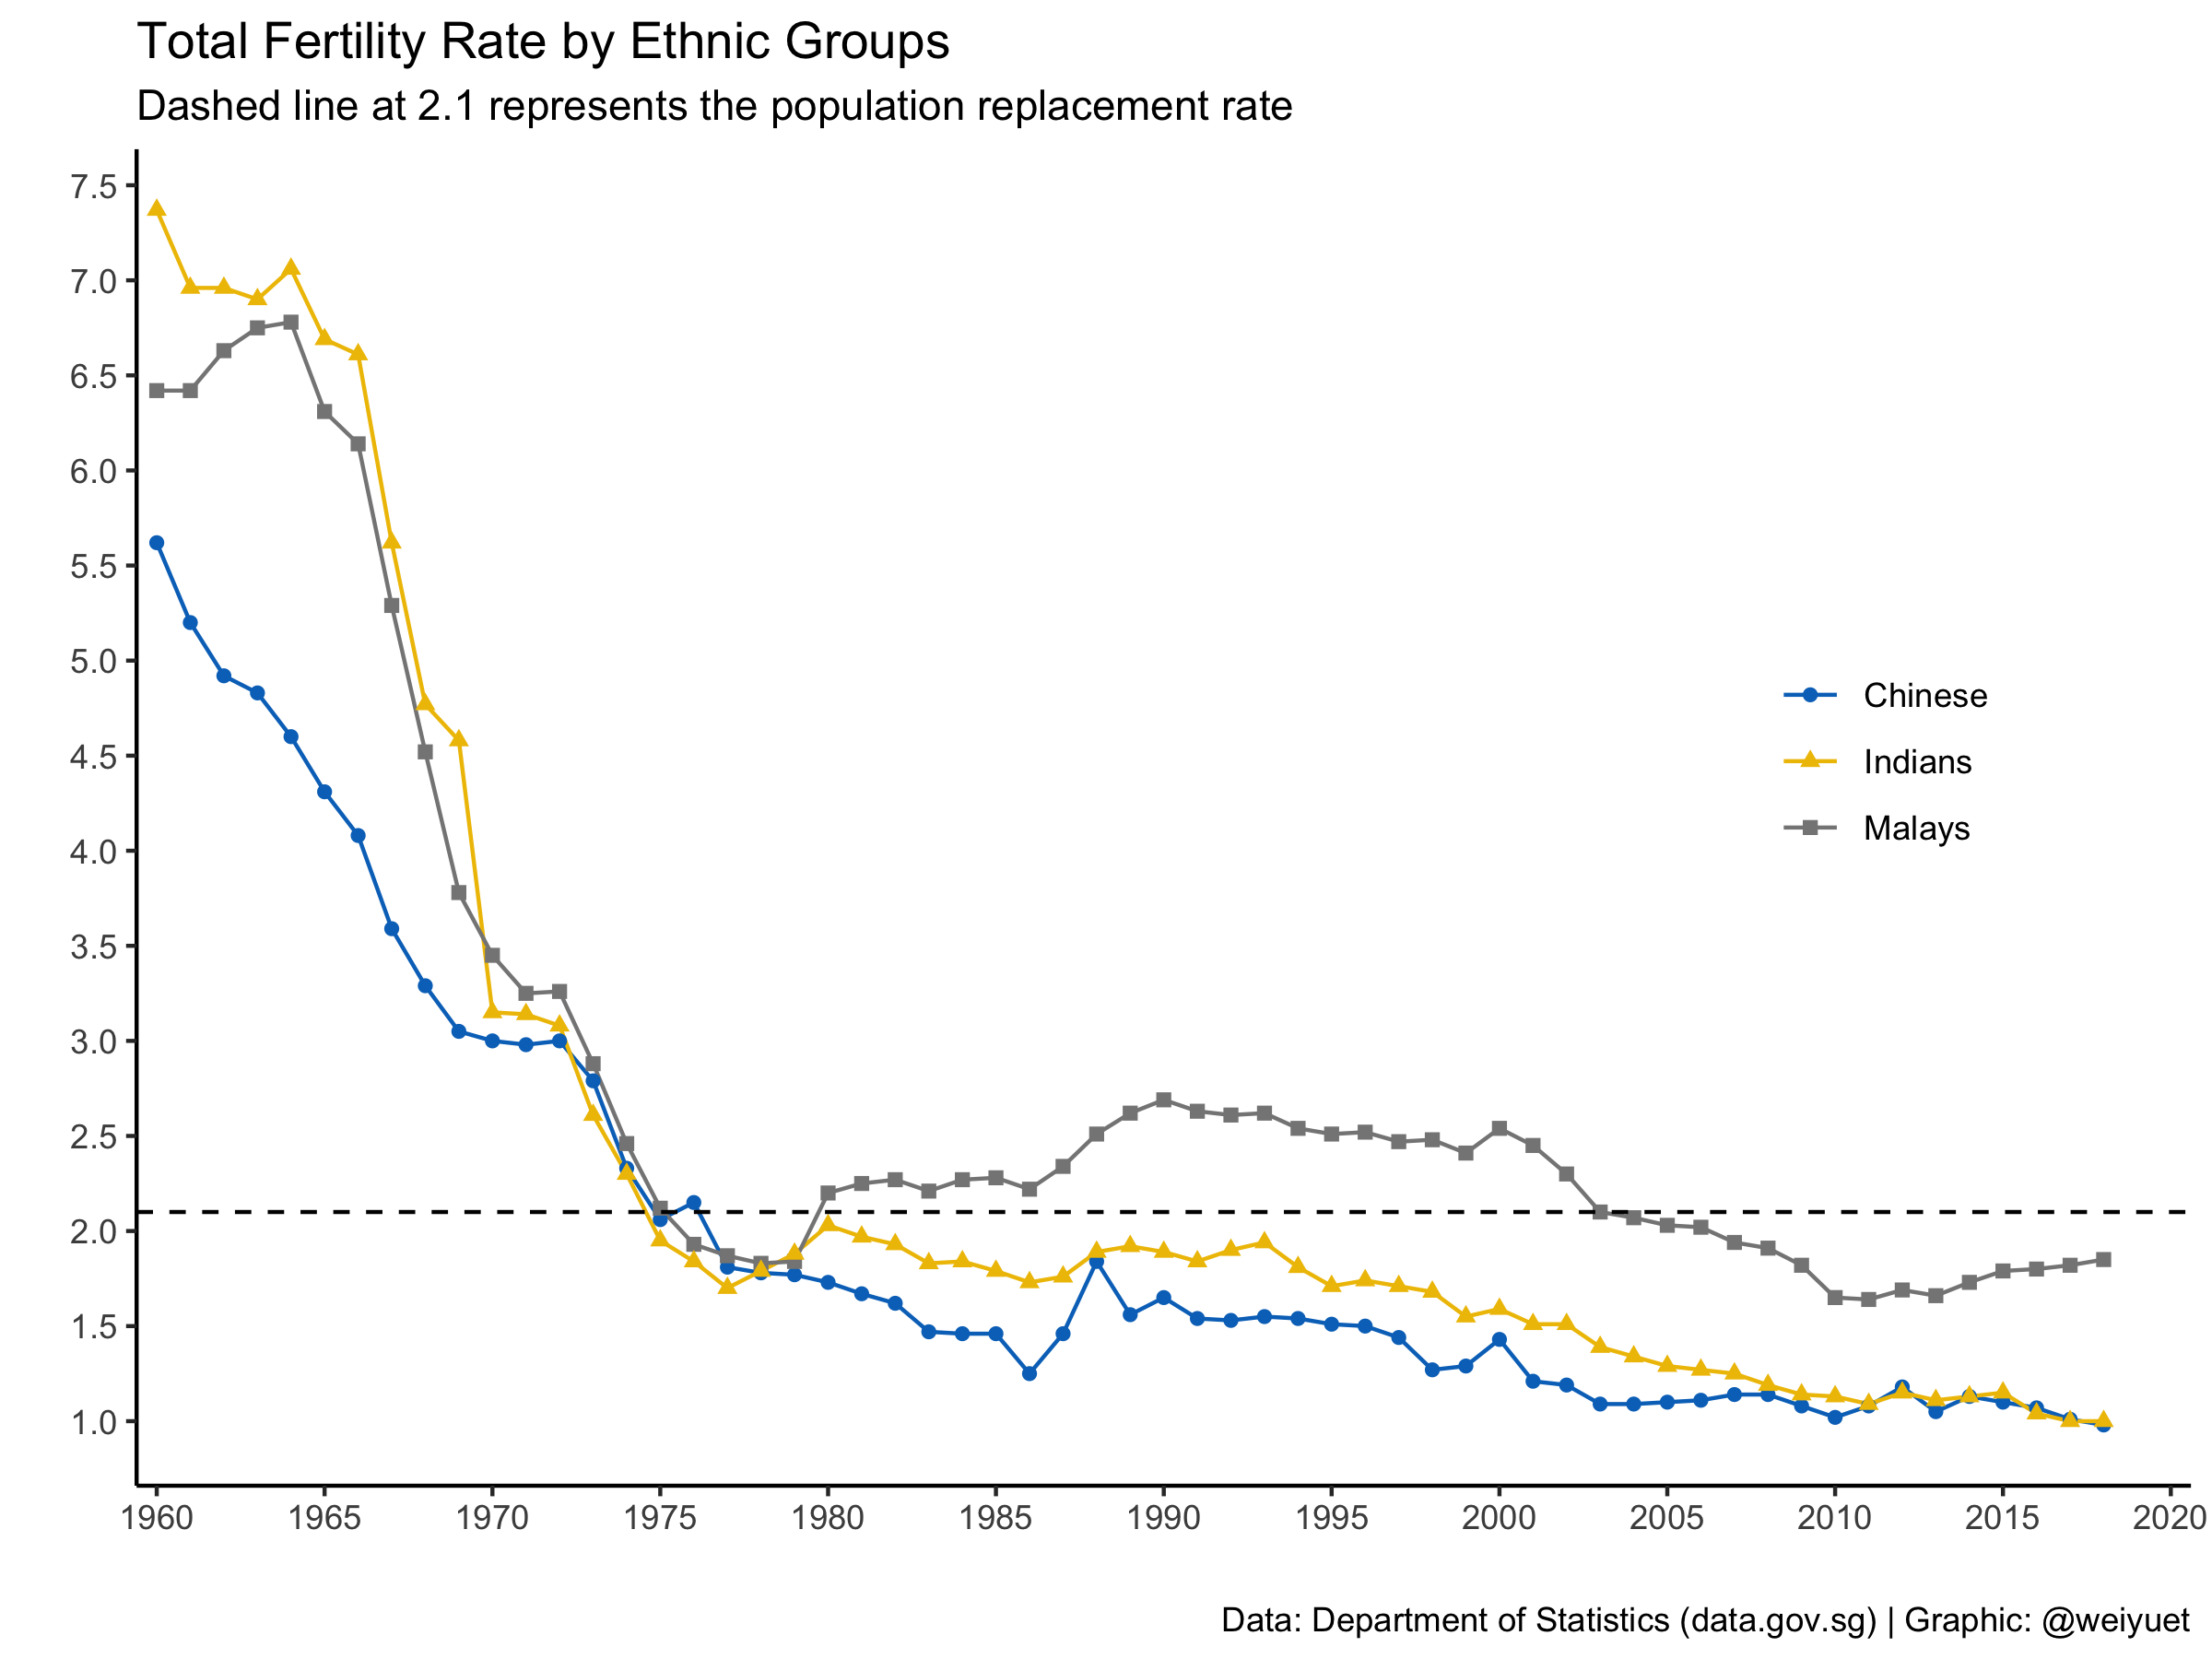 Total Fertility Rate by Ethnic Groups
Dashed line at 2.1 represents the population replacement rate
7.5
7.0
6.5
6.0
5.5
5.0
4.5
4.0
3.5
3.0
2.5
2.0
1.5
1.0
Chinese
Indians
Malays
1960 1965 1970 1975 1980 1985 1990 1995 2000 2005 2010 2015 2020
Data: Department of Statistics (data.gov.sg) | Graphic: @weiyuet